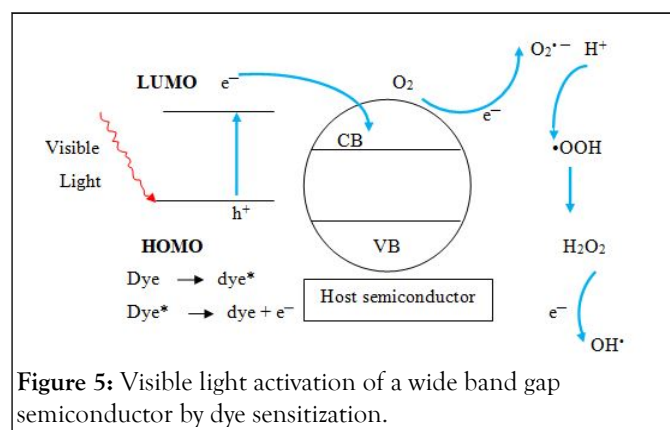 O₂•− H⁺
LUMO e⁻ O₂
e⁻
CB
Visible •OOH
Light
h⁺
HOMO VB H₂O₂
Dye → dye*
Host semiconductor
Dye* → dye + e⁻ e⁻
OH•
Figure 5: Visible light activation of a wide band gap
semiconductor by dye sensitization.